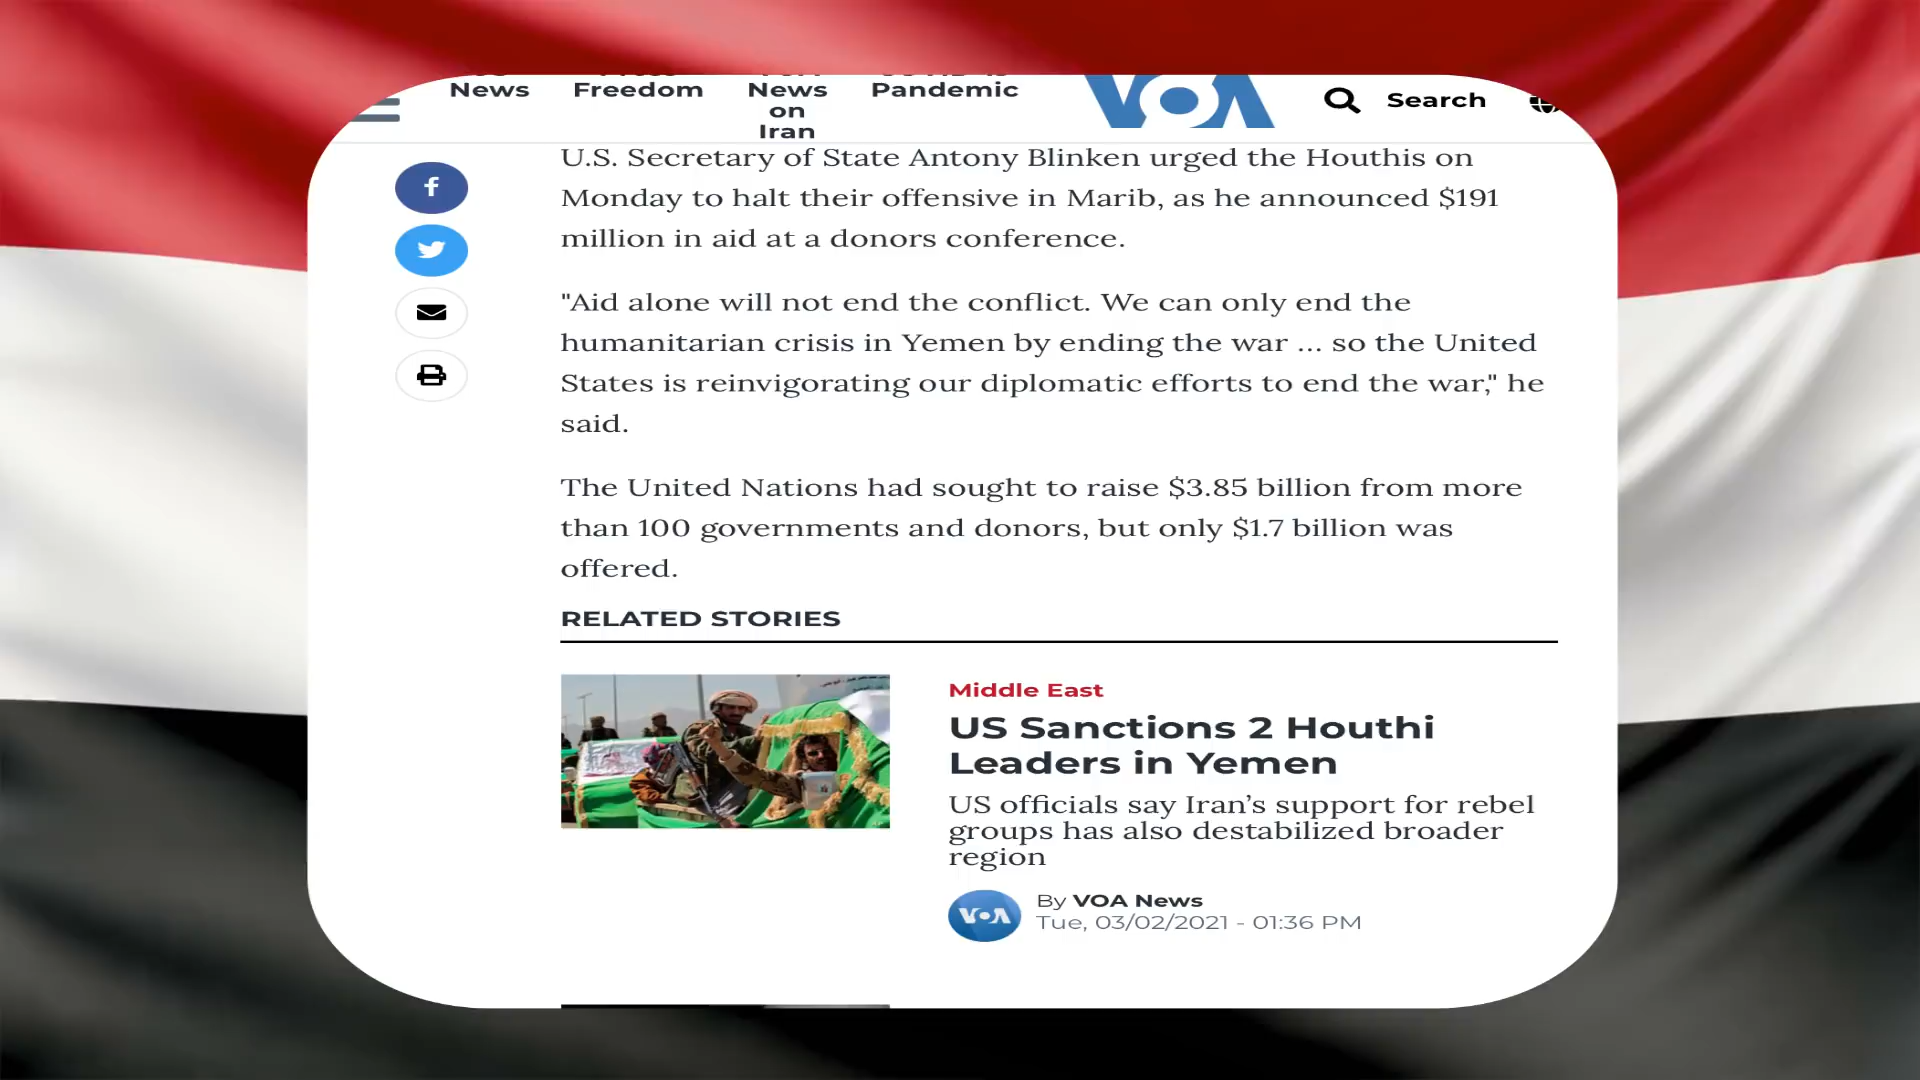 News
Freedom
News
on
Iran
Pandemic
VOA
Search
f
U.S. Secretary of State Antony Blinken urged the Houthis on
Monday to halt their offensive in Marib, as he announced $191
million in aid at a donors conference.
"Aid alone will not end the conflict. We can only end the
humanitarian crisis in Yemen by ending the war ... so the United
States is reinvigorating our diplomatic efforts to end the war," he
said.
The United Nations had sought to raise $3.85 billion from more
than 100 governments and donors, but only $1.7 billion was
offered.
RELATED STORIES
Middle East
US Sanctions 2 Houthi
Leaders in Yemen
US officials say Iran's support for rebel
groups has also destabilized broader
region
VOA
By VOA News
Tue, 03/02/2021 - 01:36 PM